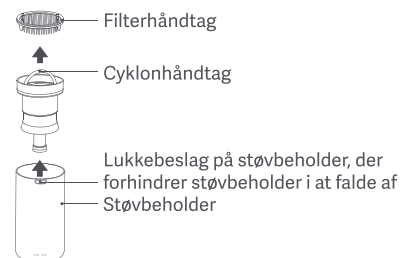 Filterhåndtag
Cyklonhåndtag
Lukkebeslag på støvbeholder, der
forhindrer støvbeholder i at falde af
Støvbeholder